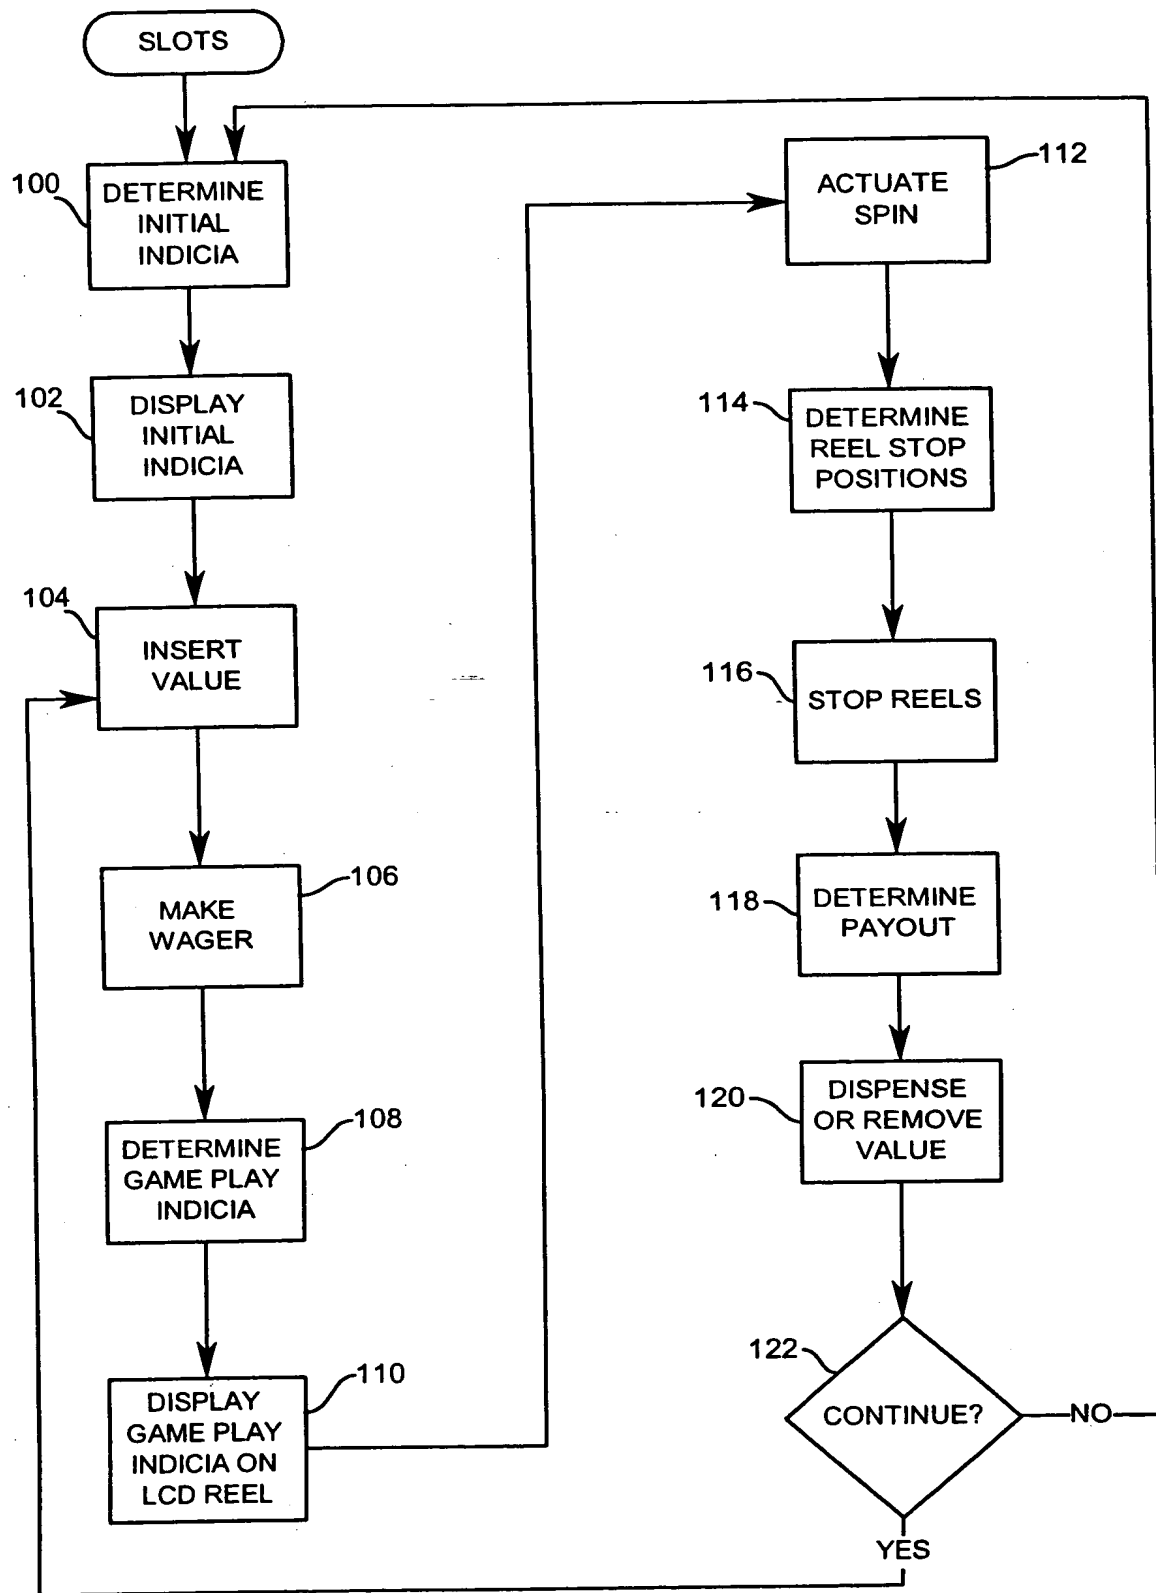 SLOTS
100
DETERMINE
INITIAL
INDICIA
102
DISPLAY
INITIAL
INDICIA
104
INSERT
VALUE
106
MAKE
WAGER
108
DETERMINE
GAME PLAY
INDICIA
110
DISPLAY
GAME PLAY
INDICIA ON
LCD REEL
112
ACTUATE
SPIN
114
DETERMINE
REEL STOP
POSITIONS
116
STOP REELS
118
DETERMINE
PAYOUT
120
DISPENSE
OR REMOVE
VALUE
122
CONTINUE?
NO
YES